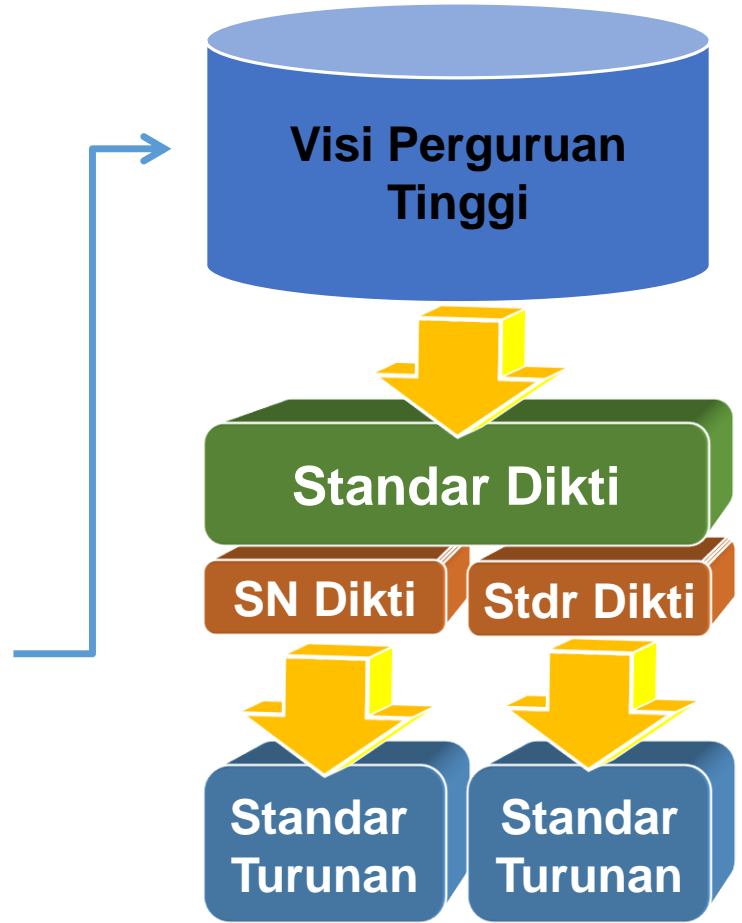 Visi Perguruan
Tinggi
Standar Dikti
SN Dikti
Stdr Dikti
Standar
Turunan
Standar
Turunan